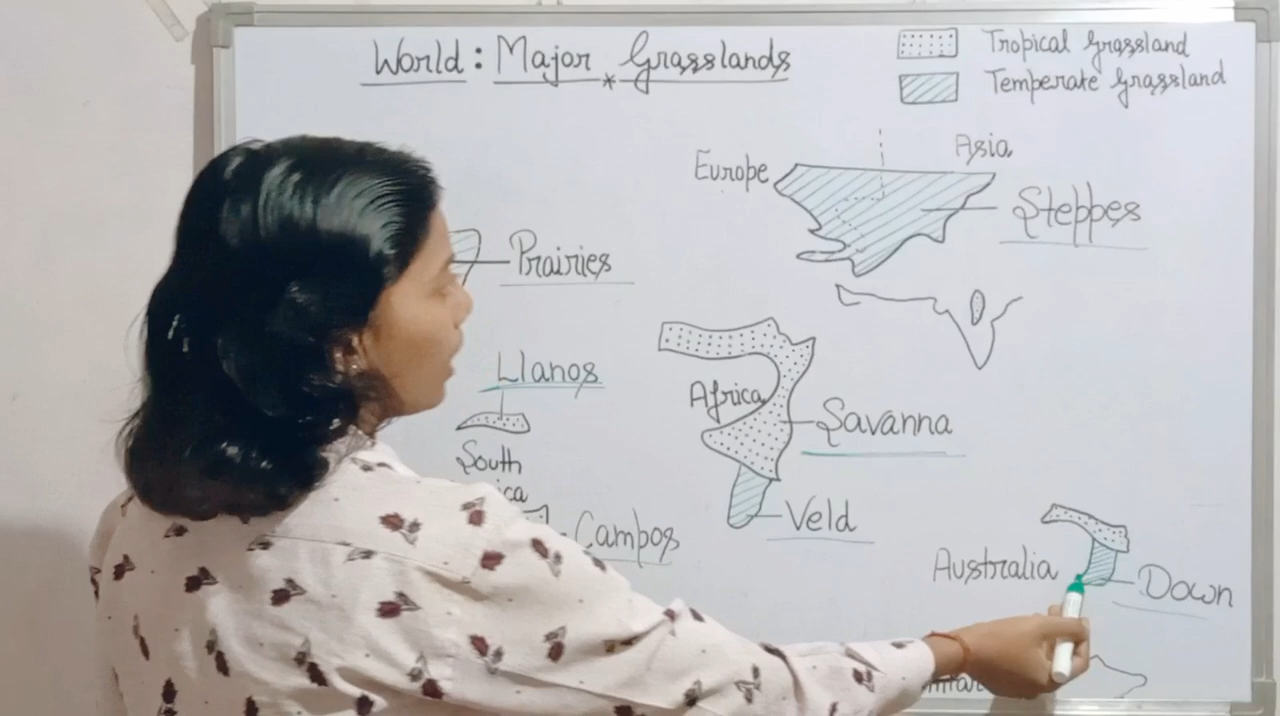 World: Major Grasslands
Tropical Grassland
Temperate Grassland
Europe
Asia
Steppes
Prairies
Llanos
South
Africa
Savanna
Campos
Veld
Australia
Down